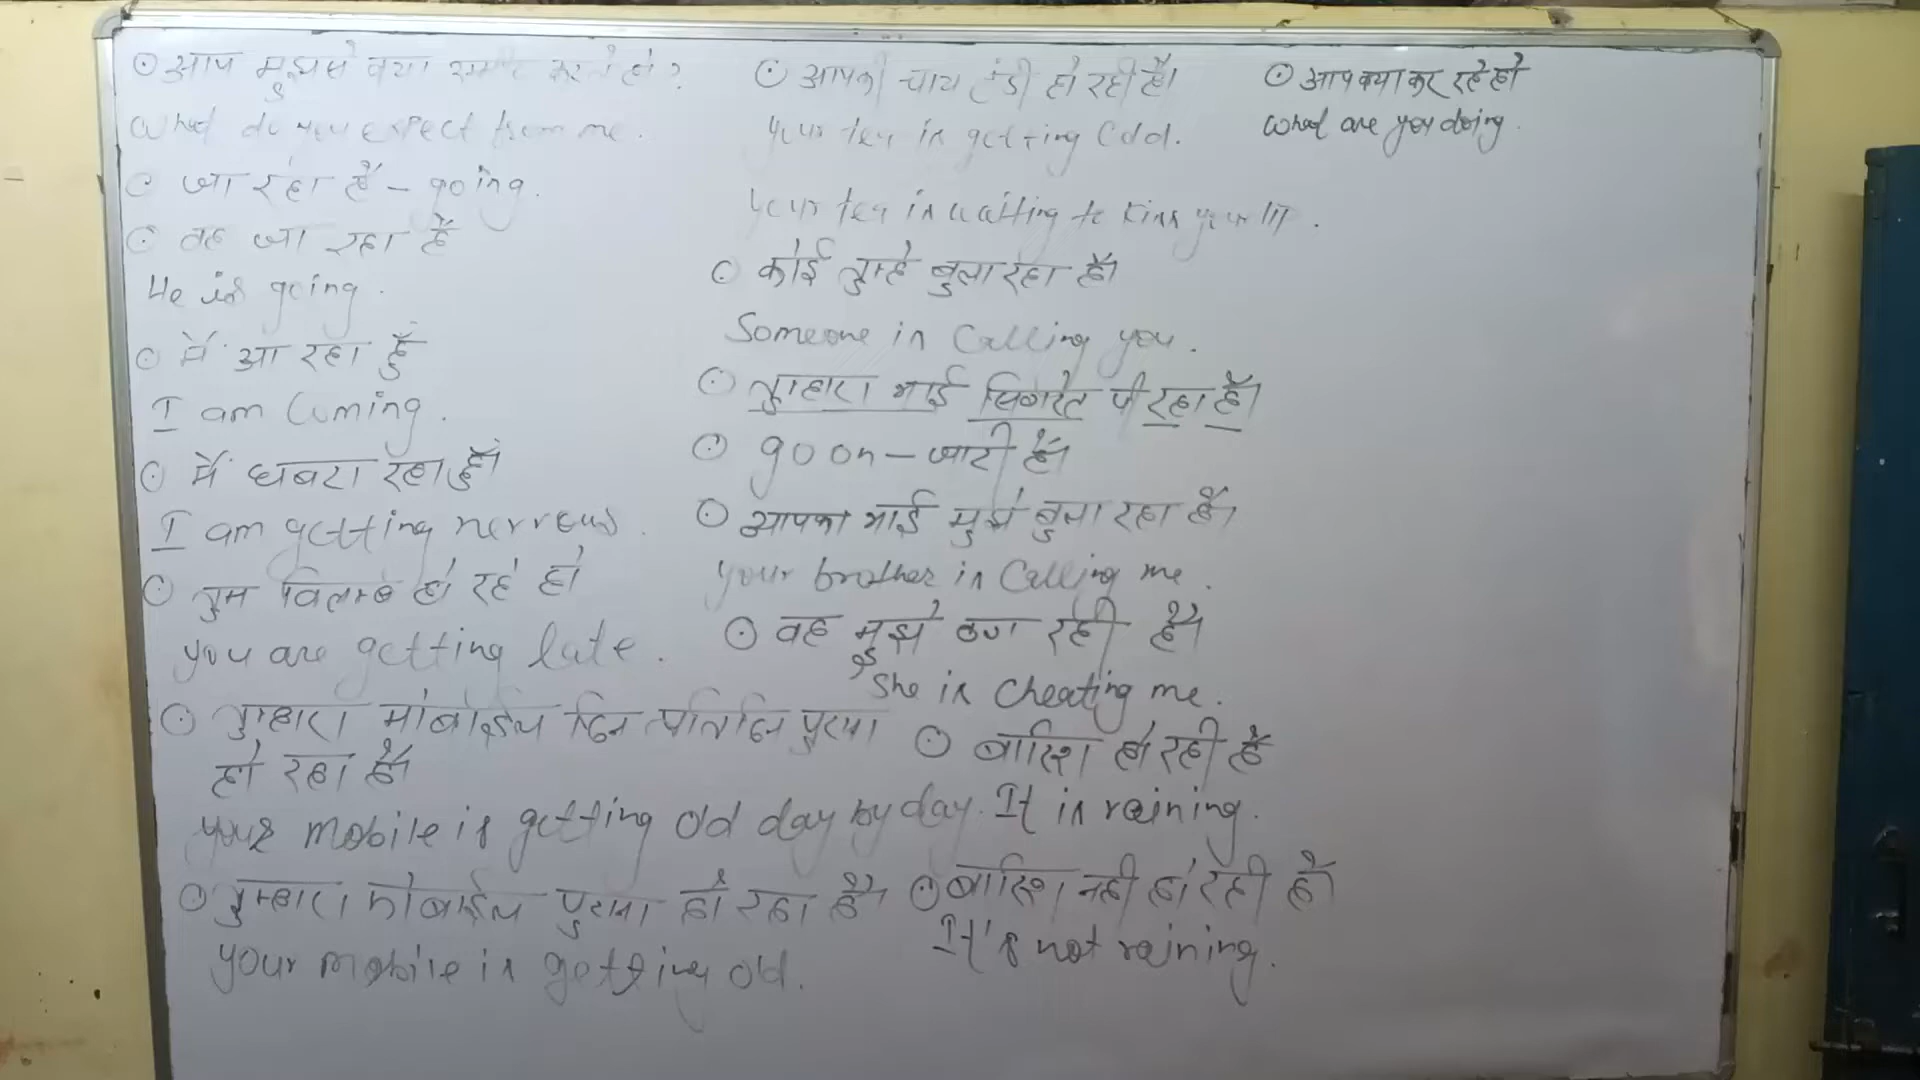 आप मुझसे क्या उम्मीद करते हो?
What do you expect from me.
जा रहा है - going.
वह जा रहा है
He is going.
मैं आ रहा हूँ
I am Coming.
मैं घबरा रहा हूँ।
I am getting nervous.
तुम विलम्ब हो रहे हो
you are getting late.
तुम्हारा मोबाईल दिन प्रतिदिन पुराना
हो रहा है।
your mobile is getting old day by day.
तुम्हारा मोबाईल पुराना हो रहा है।
your mobile is getting old.
आपकी चाय ठंडी हो रही है।
your tea is getting Cold.
your tea is waiting to kiss your lip.
कोई तुम्हे बुला रहा है।
Someone is Calling you.
तुम्हारा भाई सिगरेट पी रहा है।
go on - जारी है।
आपका भाई मुझे बुला रहा है।
your brother is Calling me.
वह मुझे ठग रही है।
She is Cheating me.
बारिश हो रही है
It is raining.
बारिश नही हो रही है
It's not raining.
आप क्या कर रहे हो
What are you doing.